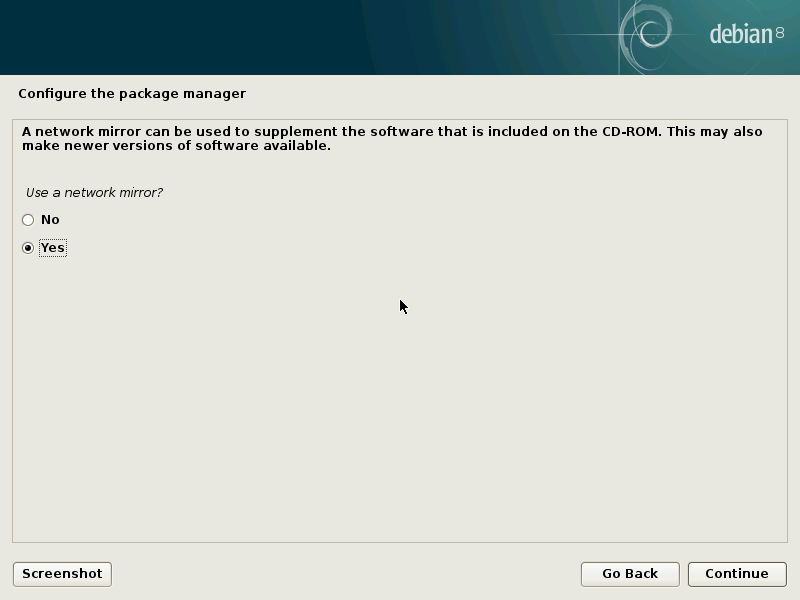 debian 8
Configure the package manager
A network mirror can be used to supplement the software that is included on the CD-ROM. This may also
make newer versions of software available.
Use a network mirror?
No
Yes
Screenshot
Go Back
Continue